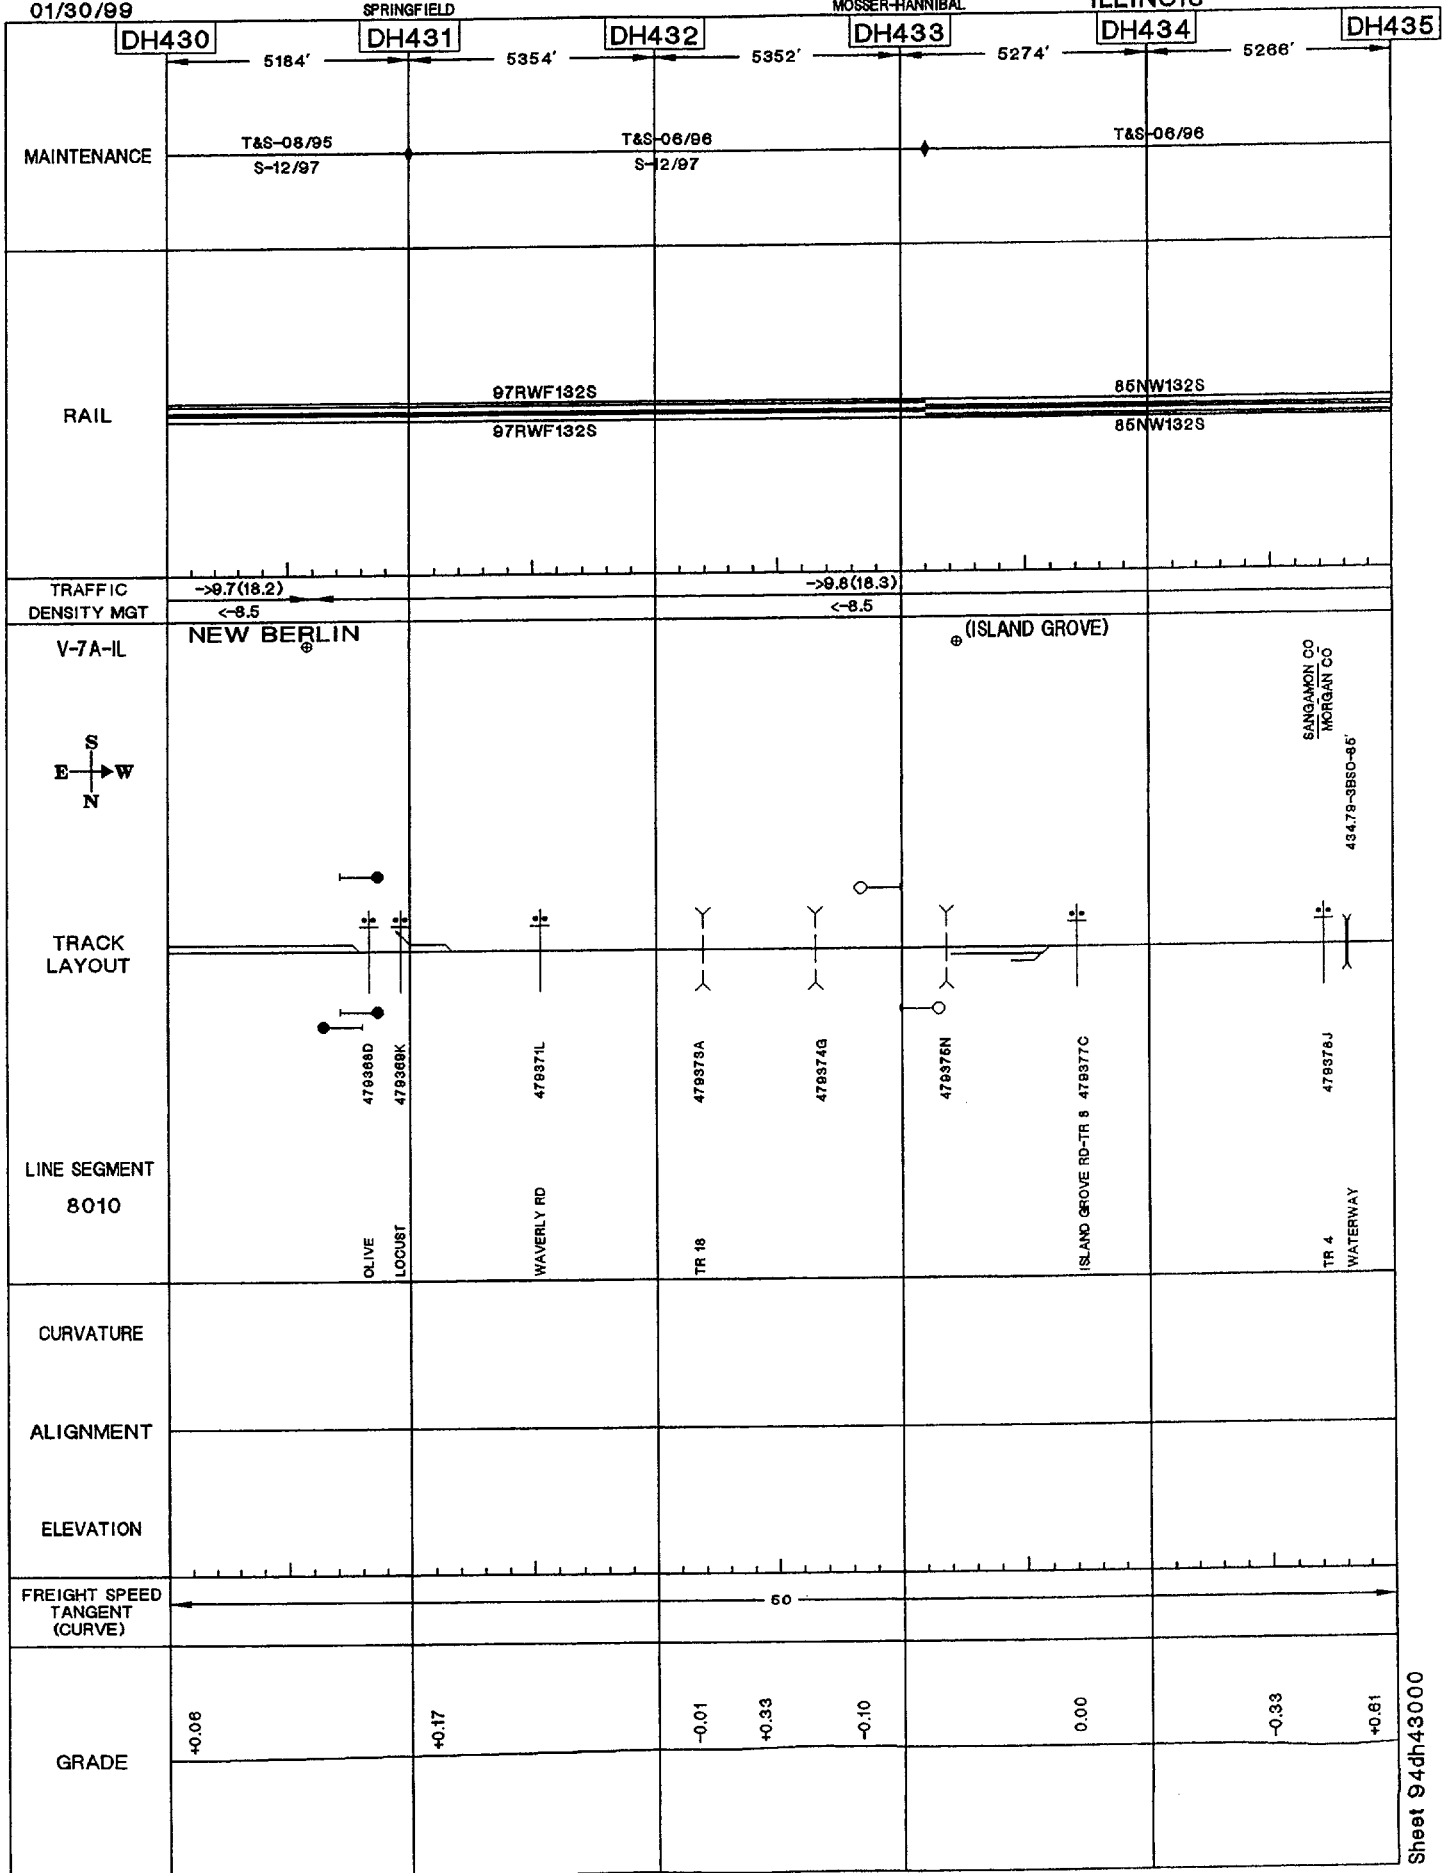 01/30/99 SPRINGFIELD MOSSER-HANNIBAL ILLINOIS
DH430 DH431 DH432 DH433 DH434 DH435
5184' 5354' 5352' 5274' 5266'
MAINTENANCE
T&S-08/95 T&S-06/96 T&S-06/96
S-12/97 S-12/97
RAIL
97RWF132S 85NW132S
97RWF132S 85NW132S
TRAFFIC
DENSITY MGT
->9.7(18.2) ->9.8(18.3)
<-8.5 <-8.5
V-7A-IL
NEW BERLIN (ISLAND GROVE)
SANGAMON CO
MORGAN CO
434.79-3BSD-65'
S
E W
N
TRACK
LAYOUT
479368D
479369K
479371L
479373A
479374G
479375N
ISLAND GROVE RD-TR 8 479377C
479378J
LINE SEGMENT
8010
OLIVE
LOCUST
WAVERLY RD
TR 18
TR 4
WATERWAY
CURVATURE
ALIGNMENT
ELEVATION
FREIGHT SPEED
TANGENT
(CURVE)
50
GRADE
+0.06
+0.17
-0.01
+0.33
-0.10
0.00
-0.33
+0.61
Sheet 94dh43000